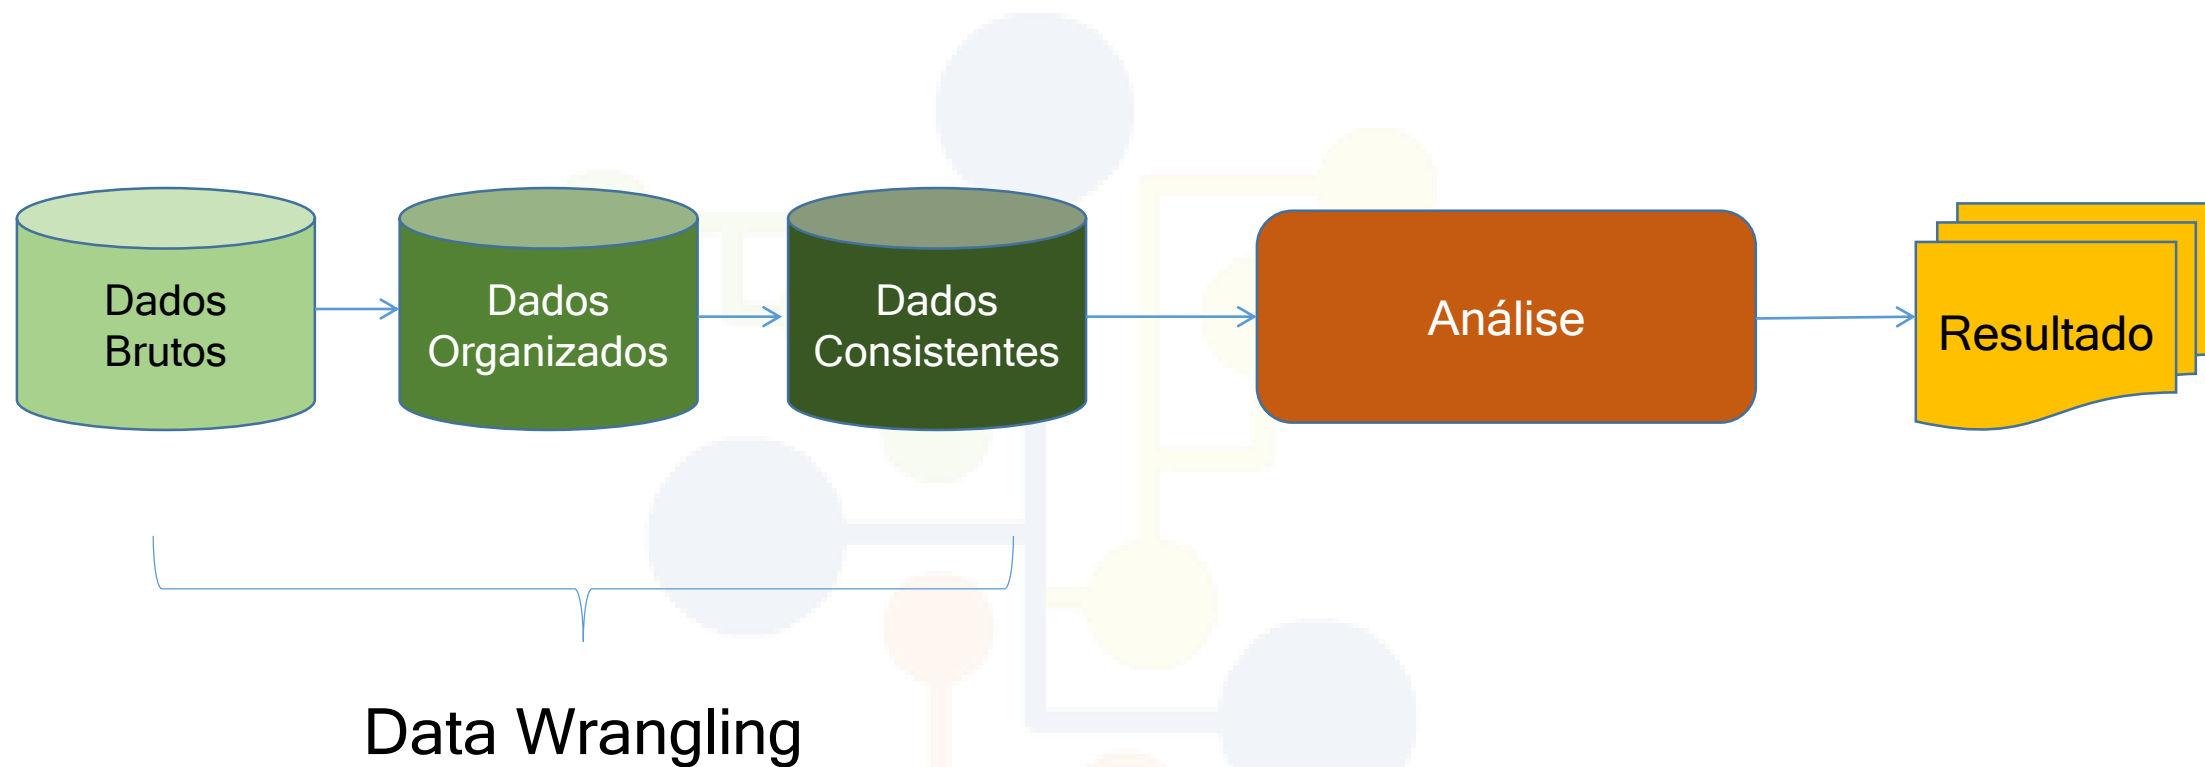 Dados
Brutos
Dados
Organizados
Dados
Consistentes
Análise
Resultado
Data Wrangling